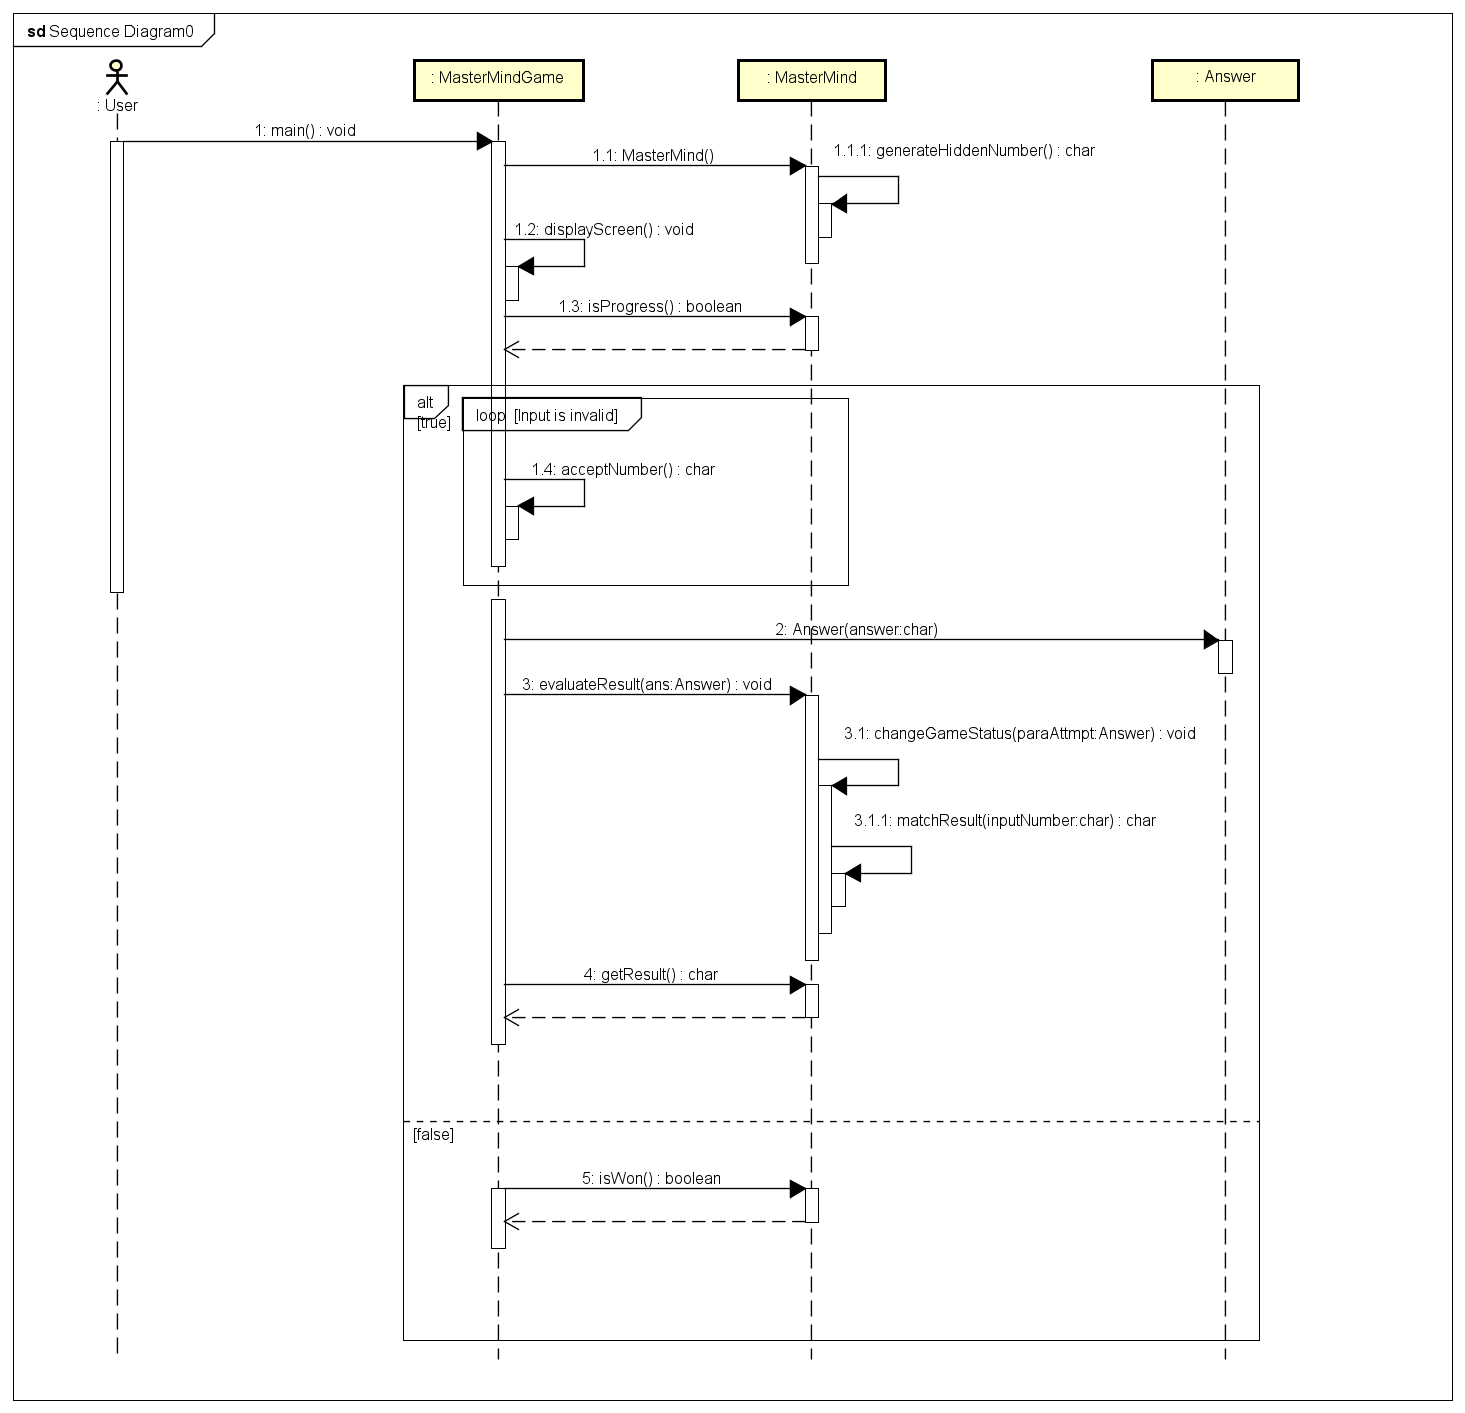 sd Sequence Diagram0
: User
: MasterMindGame
: MasterMind
: Answer
1: main() : void
1.1: MasterMind()
1.1.1: generateHiddenNumber() : char
1.2: displayScreen() : void
1.3: isProgress() : boolean
alt
[true]
loop [Input is invalid]
1.4: acceptNumber() : char
2: Answer(answer:char)
3: evaluateResult(ans:Answer) : void
3.1: changeGameStatus(paraAttmpt:Answer) : void
3.1.1: matchResult(inputNumber:char) : char
4: getResult() : char
[false]
5: isWon() : boolean